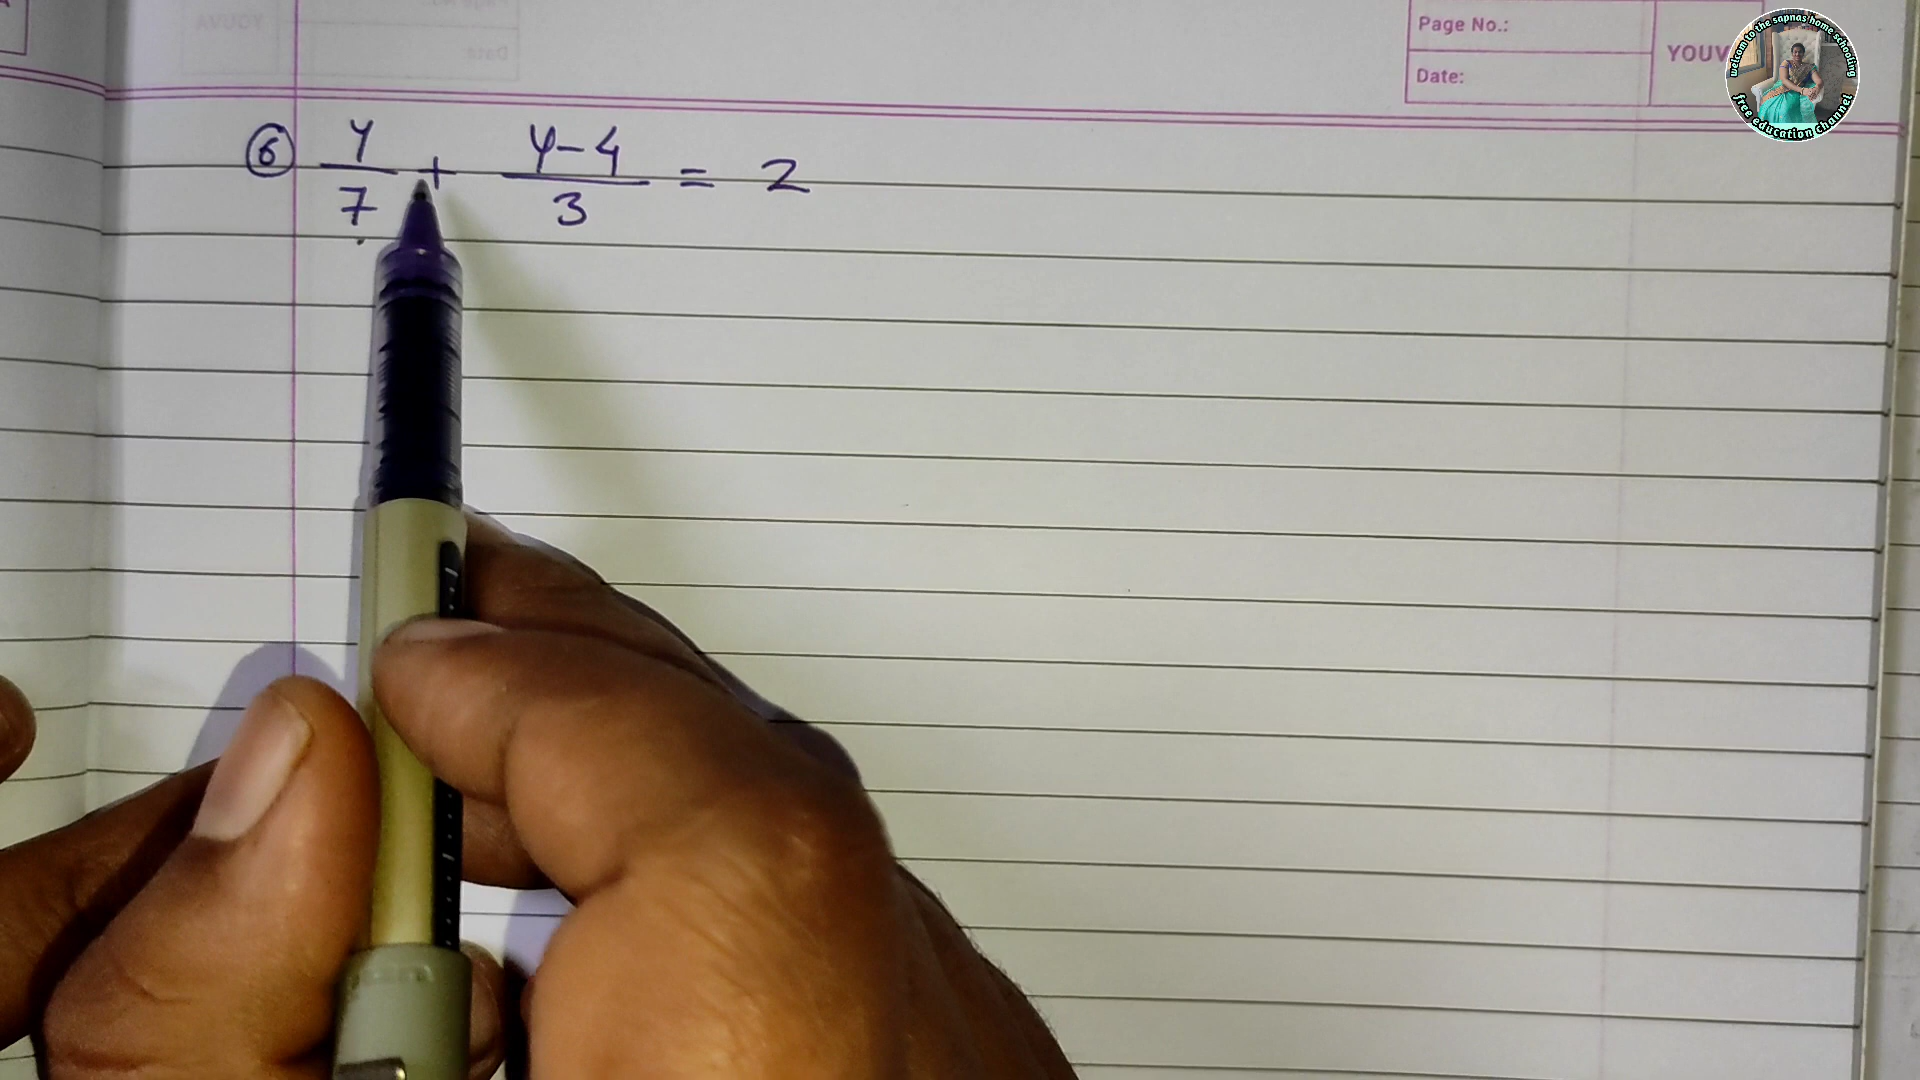 Page No.:
Date:
YOUV
welcom to the sapnas home schooling
free education channel
⑥ y/7 + y-4/3 = 2